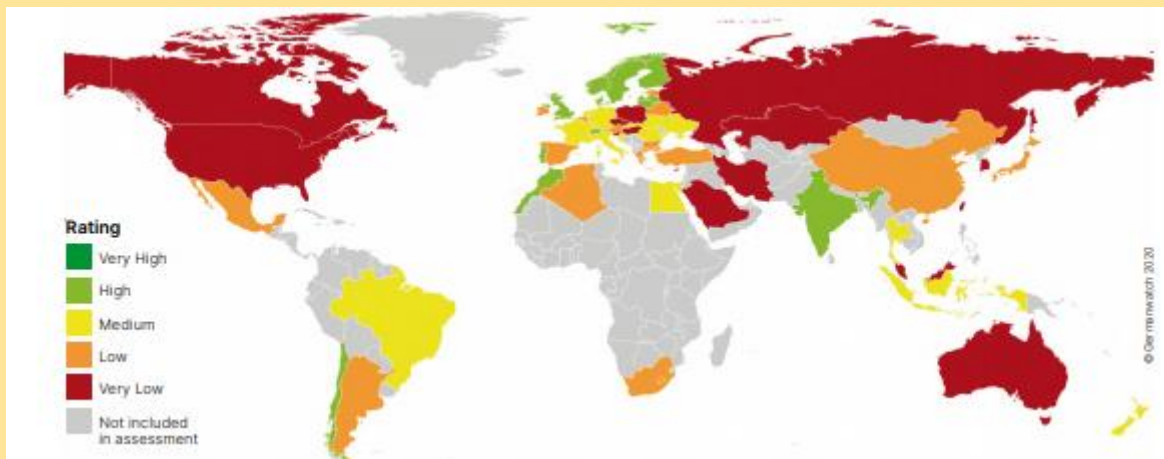 Rating
Very High
High
Medium
Low
Very Low
Not included
in assessment
© Germanwatch 2020